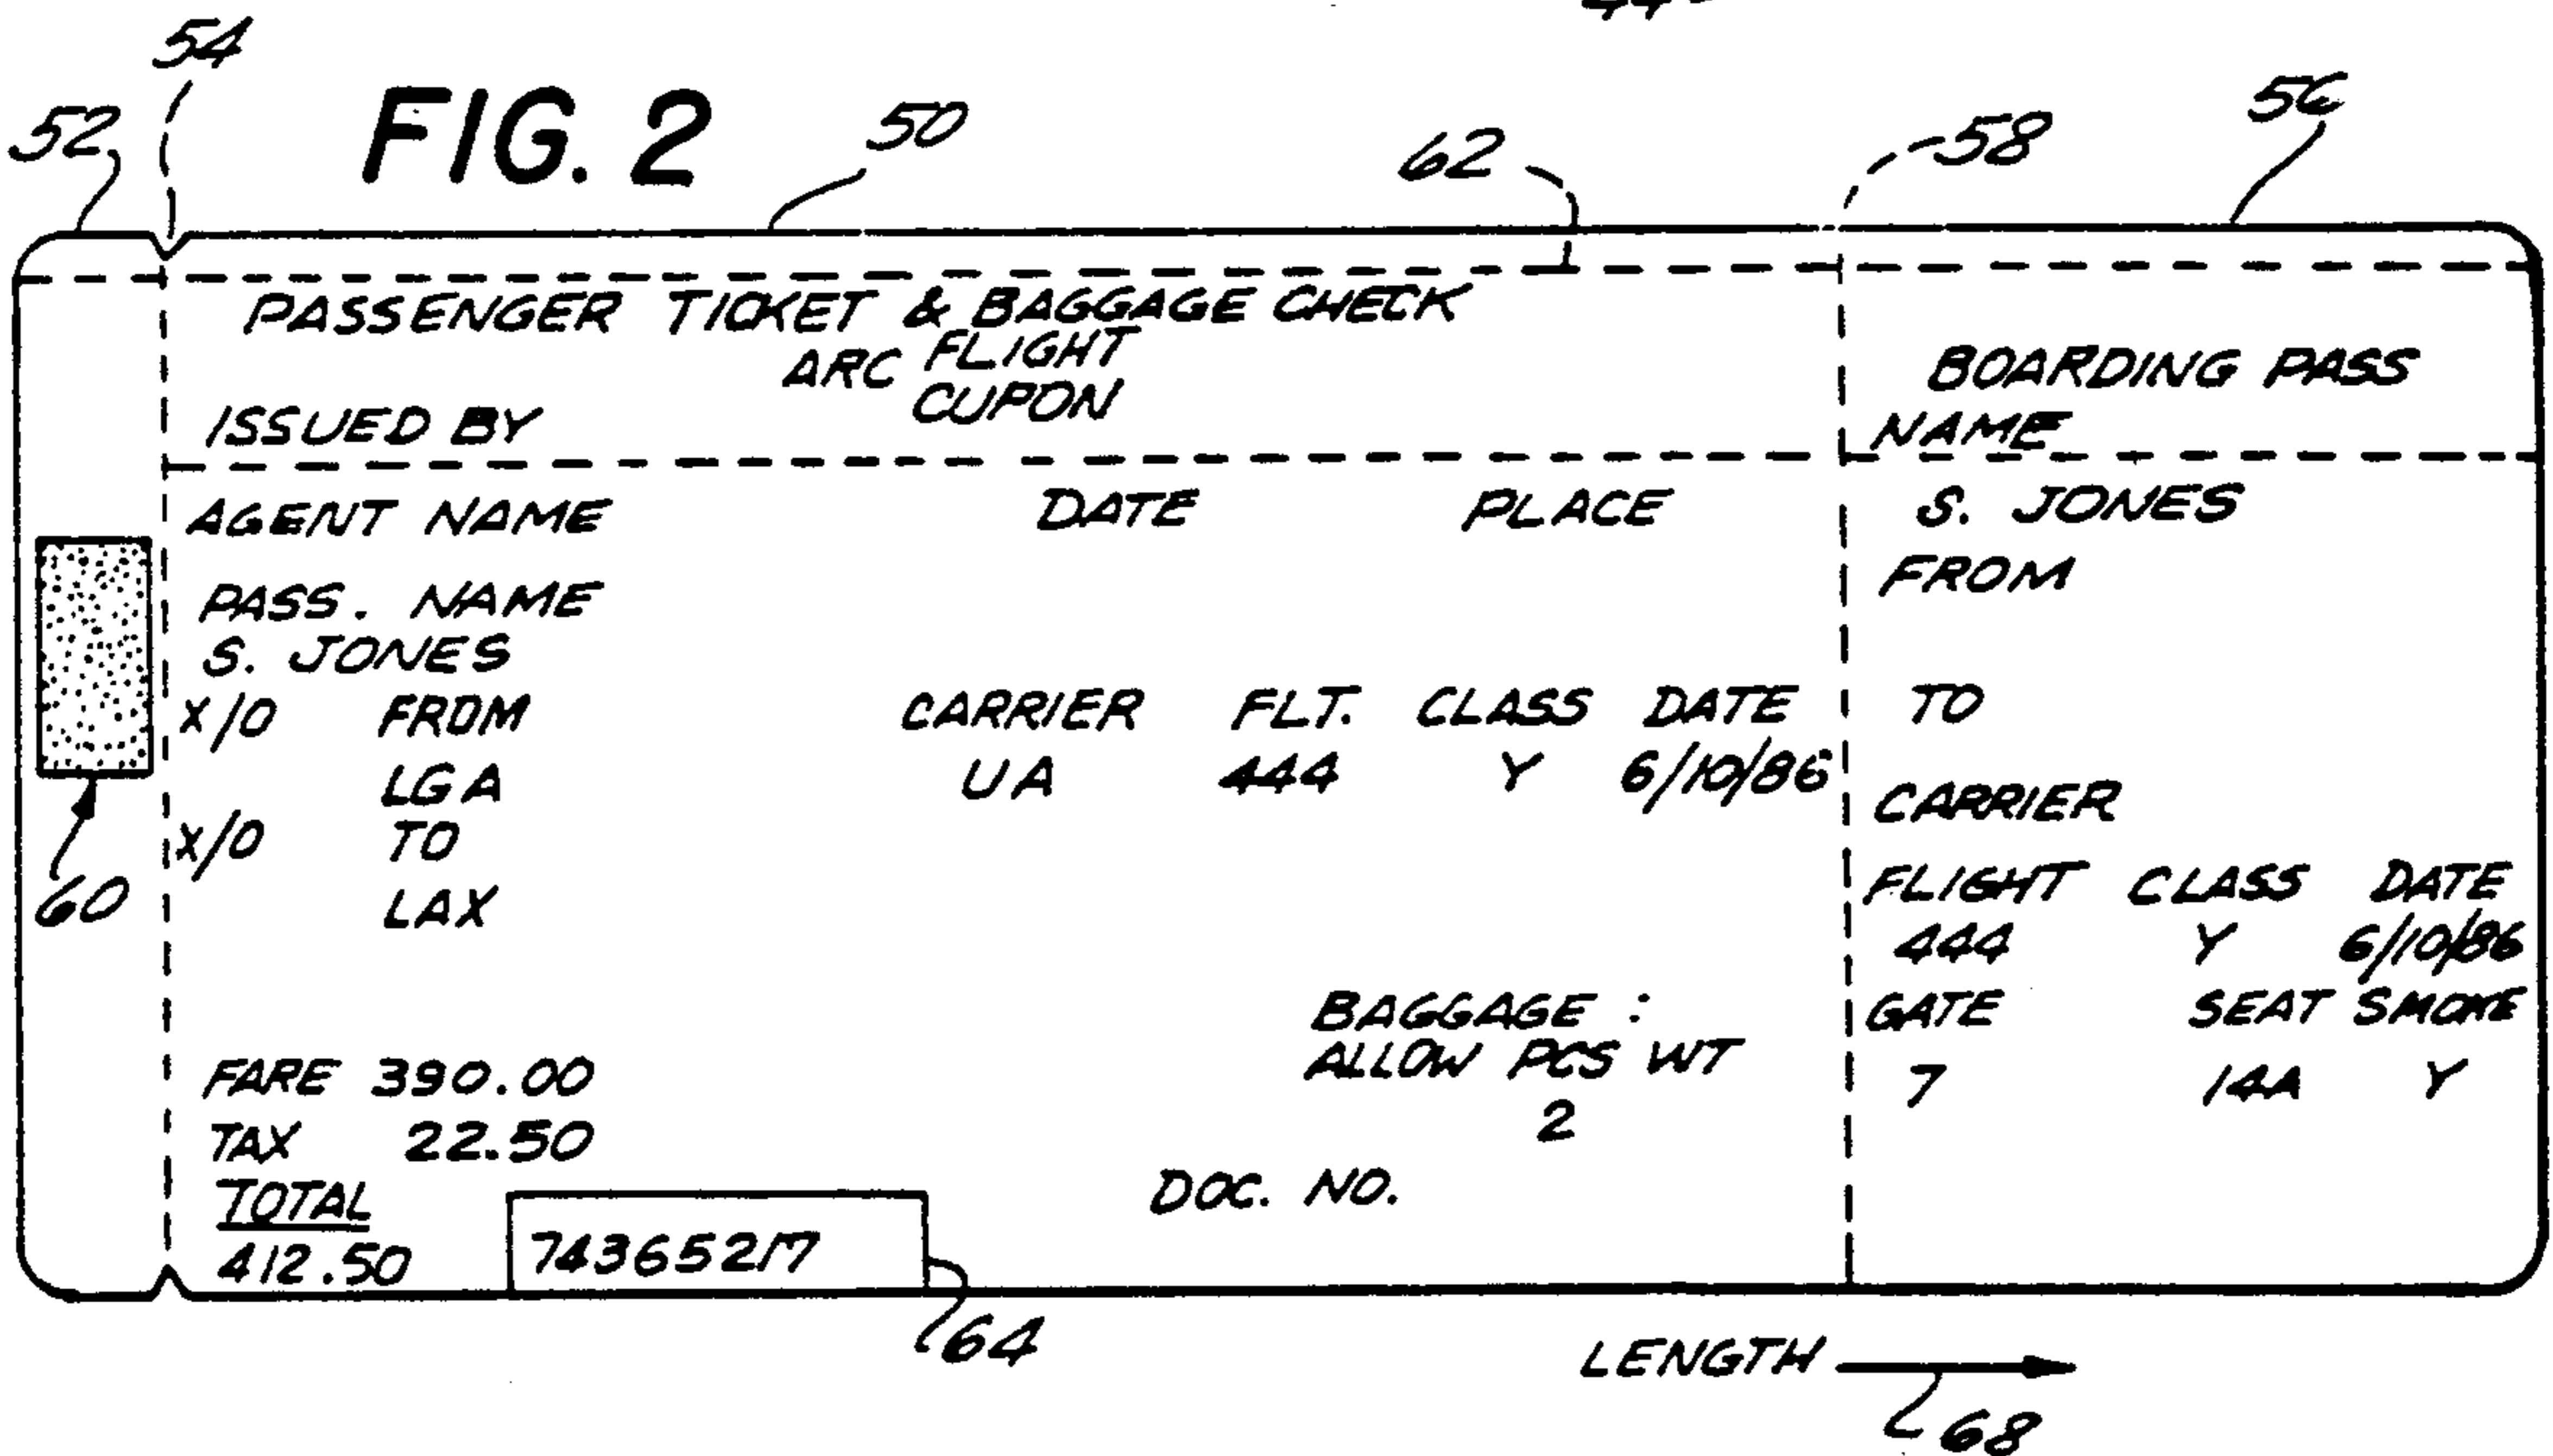 44
54
52 FIG. 2 50 62 58 56
PASSENGER TICKET & BAGGAGE CHECK
ARC FLIGHT
CUPON
ISSUED BY
BOARDING PASS
NAME
AGENT NAME DATE PLACE
S. JONES
PASS. NAME
S. JONES
FROM
X/O FROM CARRIER FLT. CLASS DATE
LGA UA 444 Y 6/10/86
TO
X/O TO
LAX
CARRIER
60
FLIGHT CLASS DATE
444 Y 6/10/86
BAGGAGE :
ALLOW PCS WT
2
GATE SEAT SMOKE
7 14A Y
FARE 390.00
TAX 22.50
TOTAL
412.50
74365217
DOC. NO.
64
LENGTH
68